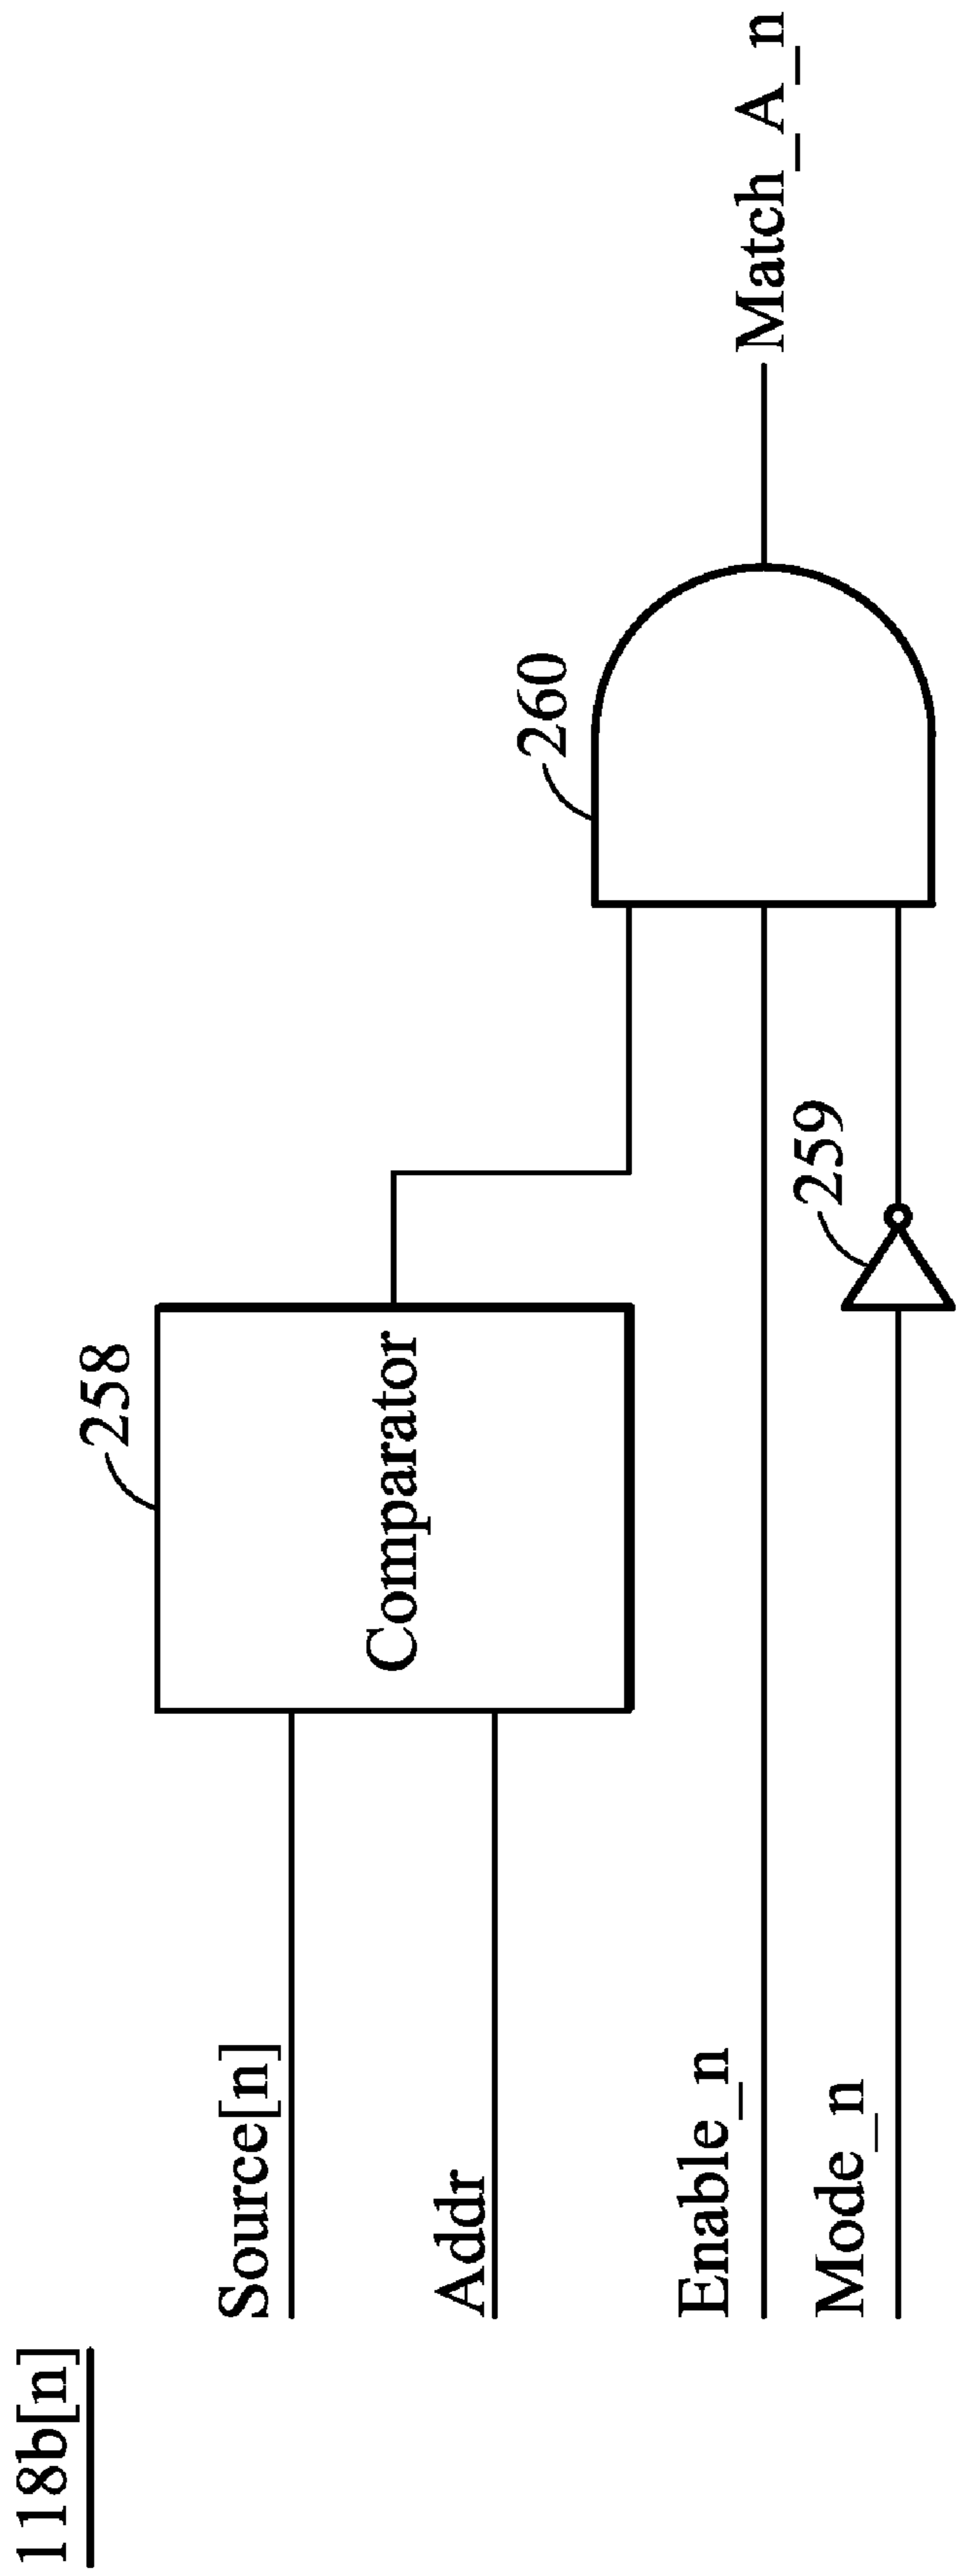 118b[n]
Source[n]
Addr
258
Comparator
Enable_n
Mode_n
259
260
Match_A_n